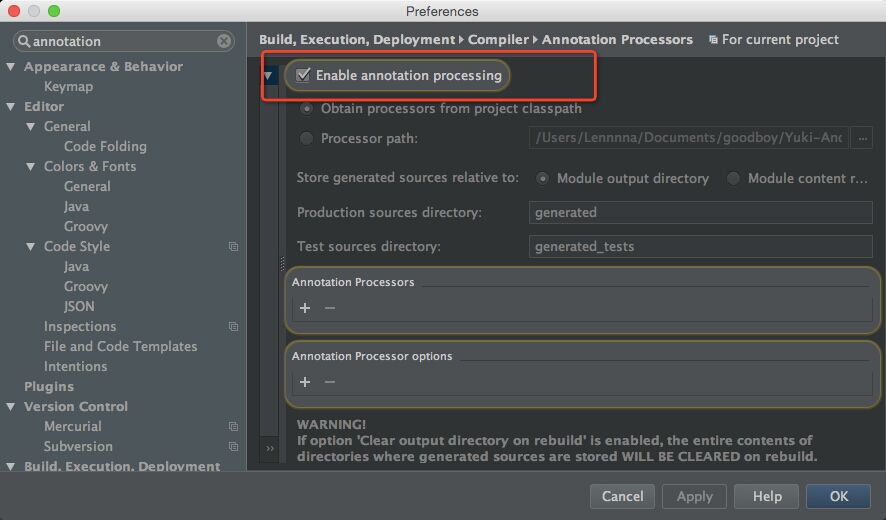 Preferences
annotation
Appearance & Behavior
Keymap
Editor
General
Code Folding
Colors & Fonts
General
Java
Groovy
Code Style
Java
Groovy
JSON
Inspections
File and Code Templates
Intentions
Plugins
Version Control
Mercurial
Subversion
Build, Execution, Deployment
Build, Execution, Deployment
Compiler
Annotation Processors
For current project
Enable annotation processing
Obtain processors from project classpath
Processor path: /Users/Lennnna/Documents/goodboy/Yuki-Anc ...
Store generated sources relative to: Module output directory Module content r...
Production sources directory: generated
Test sources directory: generated_tests
Annotation Processors
+ −
Annotation Processor options
+ −
WARNING!
If option 'Clear output directory on rebuild' is enabled, the entire contents of
directories where generated sources are stored WILL BE CLEARED on rebuild.
Cancel Apply Help OK